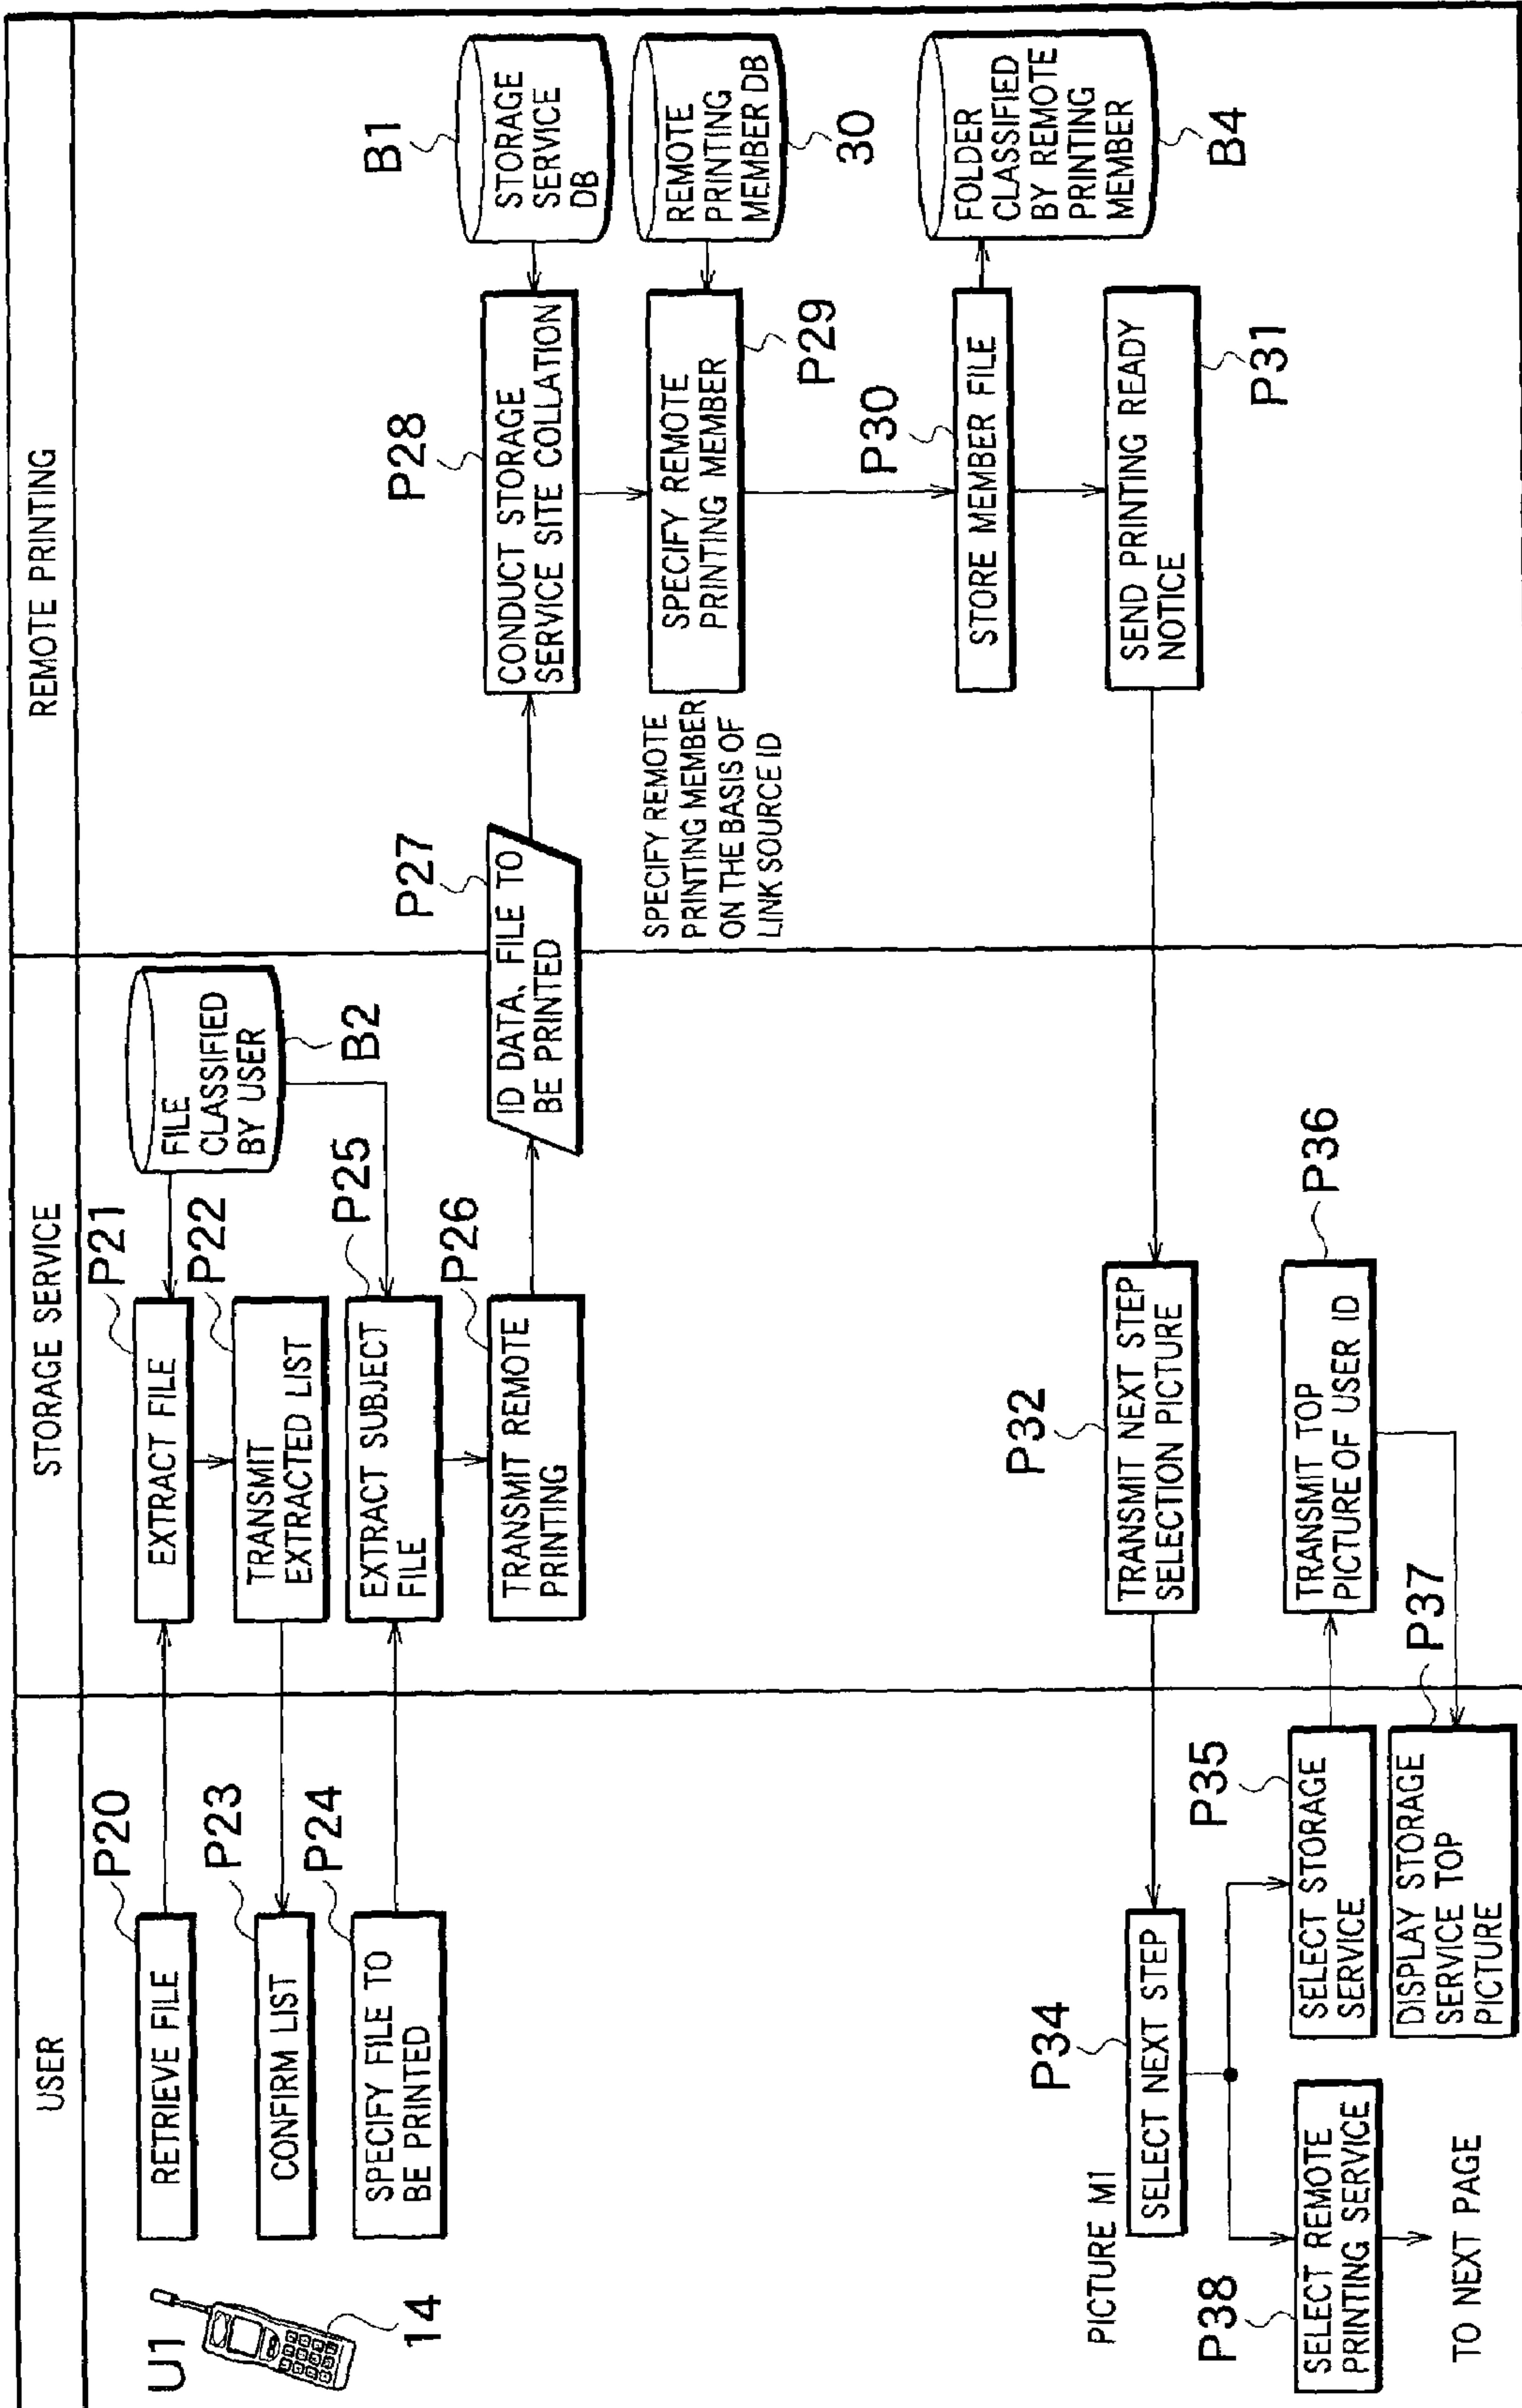 USER
STORAGE SERVICE
REMOTE PRINTING
U1
14
P20
RETRIEVE FILE
P21
EXTRACT FILE
FILE
CLASSIFIED
BY USER
B2
P22
TRANSMIT
EXTRACTED LIST
P23
CONFIRM LIST
P24
SPECIFY FILE TO
BE PRINTED
P25
EXTRACT SUBJECT
FILE
P26
TRANSMIT REMOTE
PRINTING
P27
ID DATA, FILE TO
BE PRINTED
P28
CONDUCT STORAGE
SERVICE SITE COLLATION
B1
STORAGE
SERVICE
DB
SPECIFY REMOTE
PRINTING MEMBER
ON THE BASIS OF
LINK SOURCE ID
SPECIFY REMOTE
PRINTING MEMBER
P29
REMOTE
PRINTING
MEMBER DB
30
P30
STORE MEMBER FILE
FOLDER
CLASSIFIED
BY REMOTE
PRINTING
MEMBER
B4
SEND PRINTING READY
NOTICE
P31
P32
TRANSMIT NEXT STEP
SELECTION PICTURE
PICTURE M1
P34
SELECT NEXT STEP
P35
SELECT STORAGE
SERVICE
TRANSMIT TOP
PICTURE OF USER ID
P36
P37
DISPLAY STORAGE
SERVICE TOP
PICTURE
P38
SELECT REMOTE
PRINTING SERVICE
TO NEXT PAGE